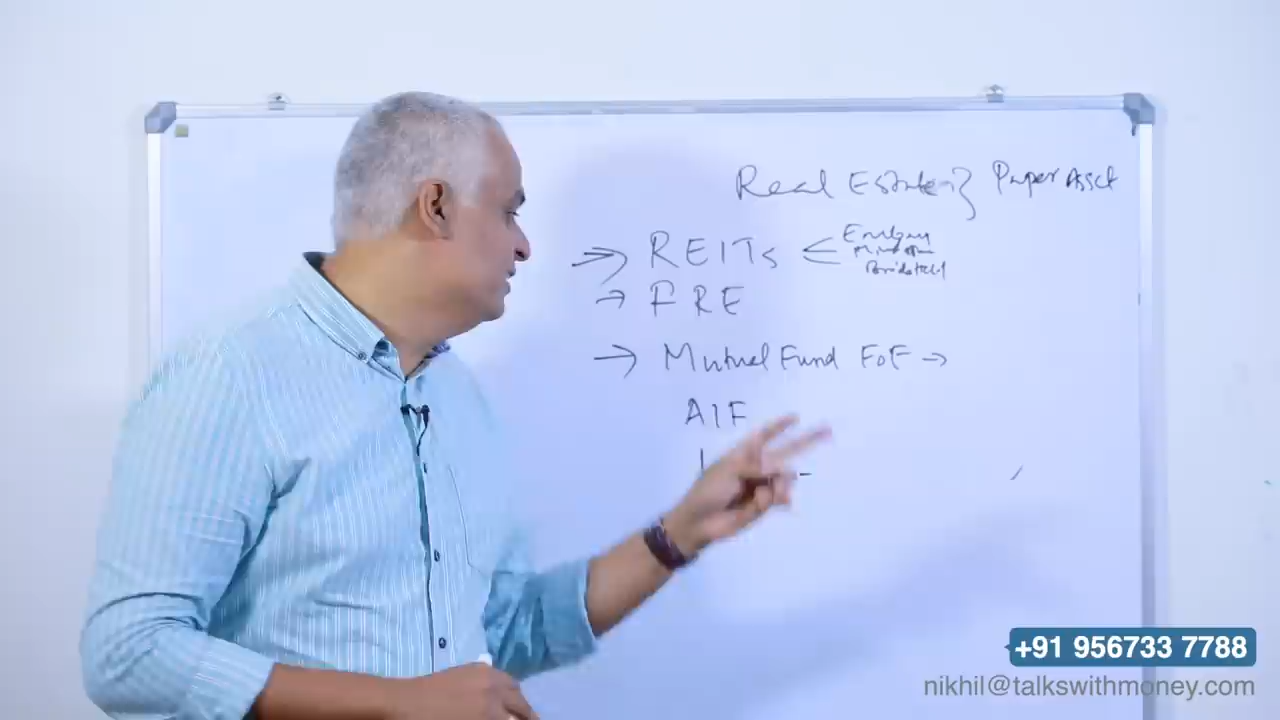 Real Estate Paper Asset
REITs
FRE
Mutual Fund FOF
AIF
+91 956733 7788
nikhil@talkswithmoney.com